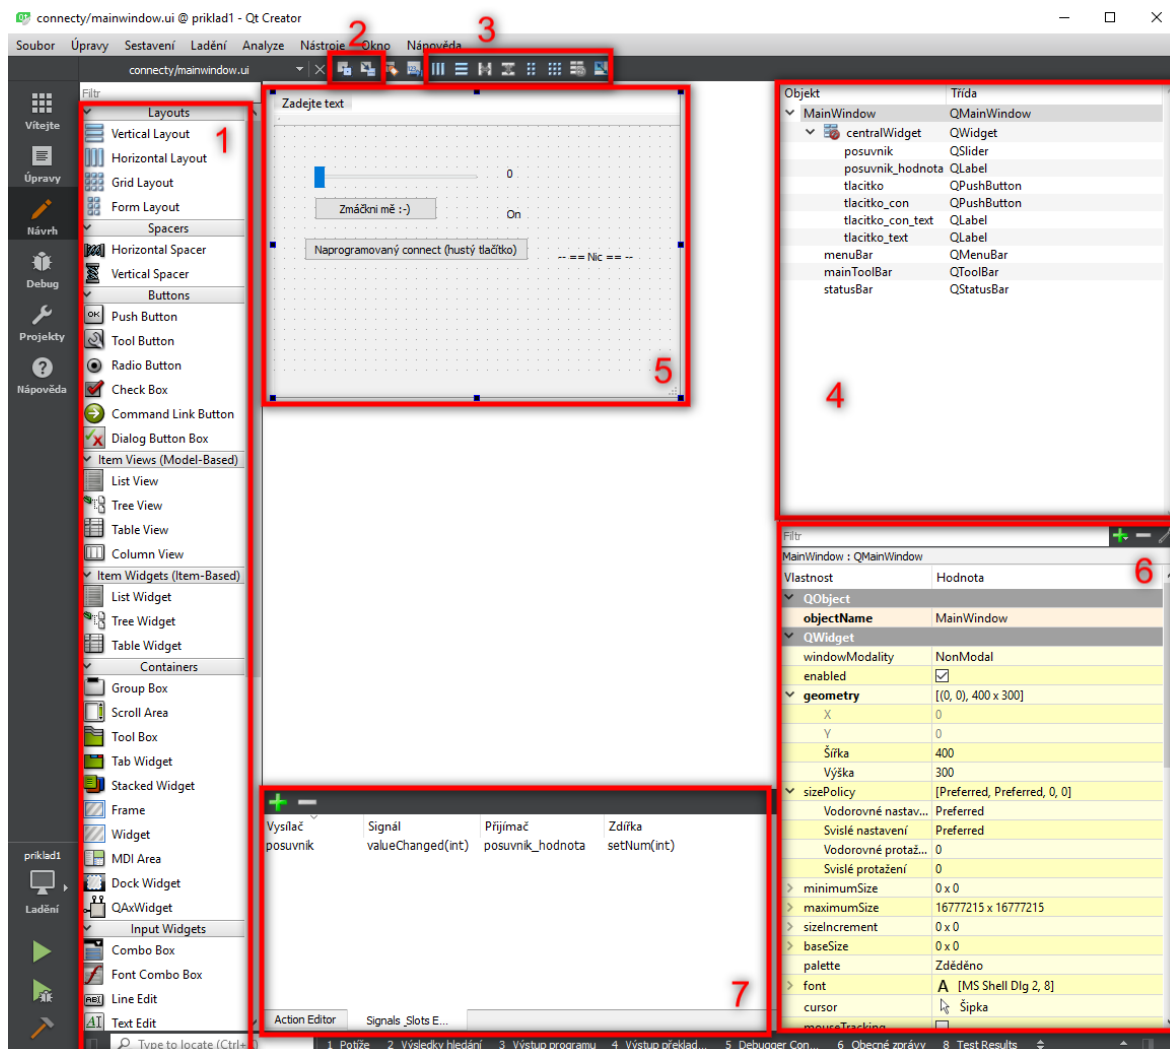 connecty/mainwindow.ui @ priklad1 - Qt Creator
Soubor Úpravy Sestavení Ladění Analyze Nástroje Okno Nápověda
2
3
connecty/mainwindow.ui
Vítejte
Úpravy
Návrh
Debug
Projekty
Nápověda
priklad1
Ladění
Filtr
1
Layouts
Vertical Layout
Horizontal Layout
Grid Layout
Form Layout
Spacers
Horizontal Spacer
Vertical Spacer
Buttons
OK Push Button
Tool Button
Radio Button
Check Box
Command Link Button
Dialog Button Box
Item Views (Model-Based)
List View
Tree View
Table View
Column View
Item Widgets (Item-Based)
List Widget
Tree Widget
Table Widget
Containers
Group Box
Scroll Area
Tool Box
Tab Widget
Stacked Widget
Frame
Widget
MDI Area
Dock Widget
QAxWidget
Input Widgets
Combo Box
Font Combo Box
ABI Line Edit
AI Text Edit
Zadejte text
0
Zmáčkni mě :-)
On
Naprogramovaný connect (hustý tlačítko)
-- == Nic == --
5
Objekt Třída
MainWindow QMainWindow
centralWidget QWidget
posuvnik QSlider
posuvnik_hodnota QLabel
tlacitko QPushButton
tlacitko_con QPushButton
tlacitko_con_text QLabel
tlacitko_text QLabel
menuBar QMenuBar
mainToolBar QToolBar
statusBar QStatusBar
4
Filtr
MainWindow : QMainWindow
6
Vlastnost Hodnota
QObject
objectName MainWindow
QWidget
windowModality NonModal
enabled
geometry [(0, 0), 400 x 300]
X 0
Y 0
Šířka 400
Výška 300
sizePolicy [Preferred, Preferred, 0, 0]
Vodorovné nastav... Preferred
Svislé nastavení Preferred
Vodorovné protaž... 0
Svislé protažení 0
minimumSize 0 x 0
maximumSize 16777215 x 16777215
sizeIncrement 0 x 0
baseSize 0 x 0
palette Zděděno
font A [MS Shell Dlg 2, 8]
cursor Šipka
mouseTracking
Vysílač Signál Přijímač Zdířka
posuvnik valueChanged(int) posuvnik_hodnota setNum(int)
7
Action Editor Signals _Slots E...
Type to locate (Ctrl+ 1 Potíže 2 Výsledky hledání 3 Výstup programu 4 Výstup překlad... 5 Debugger Con... 6 Obecné zprávy 8 Test Results